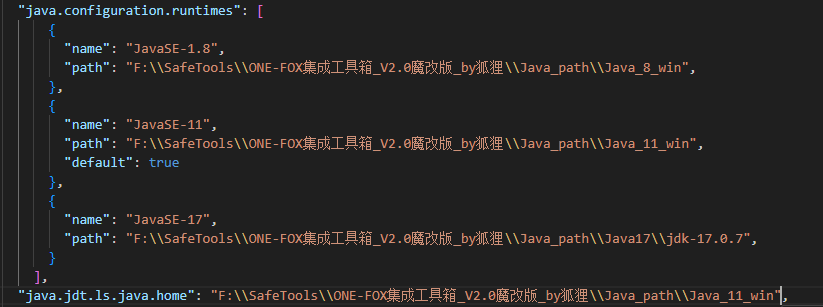 "java.configuration.runtimes": [
{
"name": "JavaSE-1.8",
"path": "F:\\SafeTools\\ONE-FOX集成工具箱_V2.0魔改版_by狐狸\\Java_path\\Java_8_win",
},
{
"name": "JavaSE-11",
"path": "F:\\SafeTools\\ONE-FOX集成工具箱_V2.0魔改版_by狐狸\\Java_path\\Java_11_win",
"default": true
},
{
"name": "JavaSE-17",
"path": "F:\\SafeTools\\ONE-FOX集成工具箱_V2.0魔改版_by狐狸\\Java_path\\Java17\\jdk-17.0.7",
}
],
"java.jdt.ls.java.home": "F:\\SafeTools\\ONE-FOX集成工具箱_V2.0魔改版_by狐狸\\Java_path\\Java_11_win",